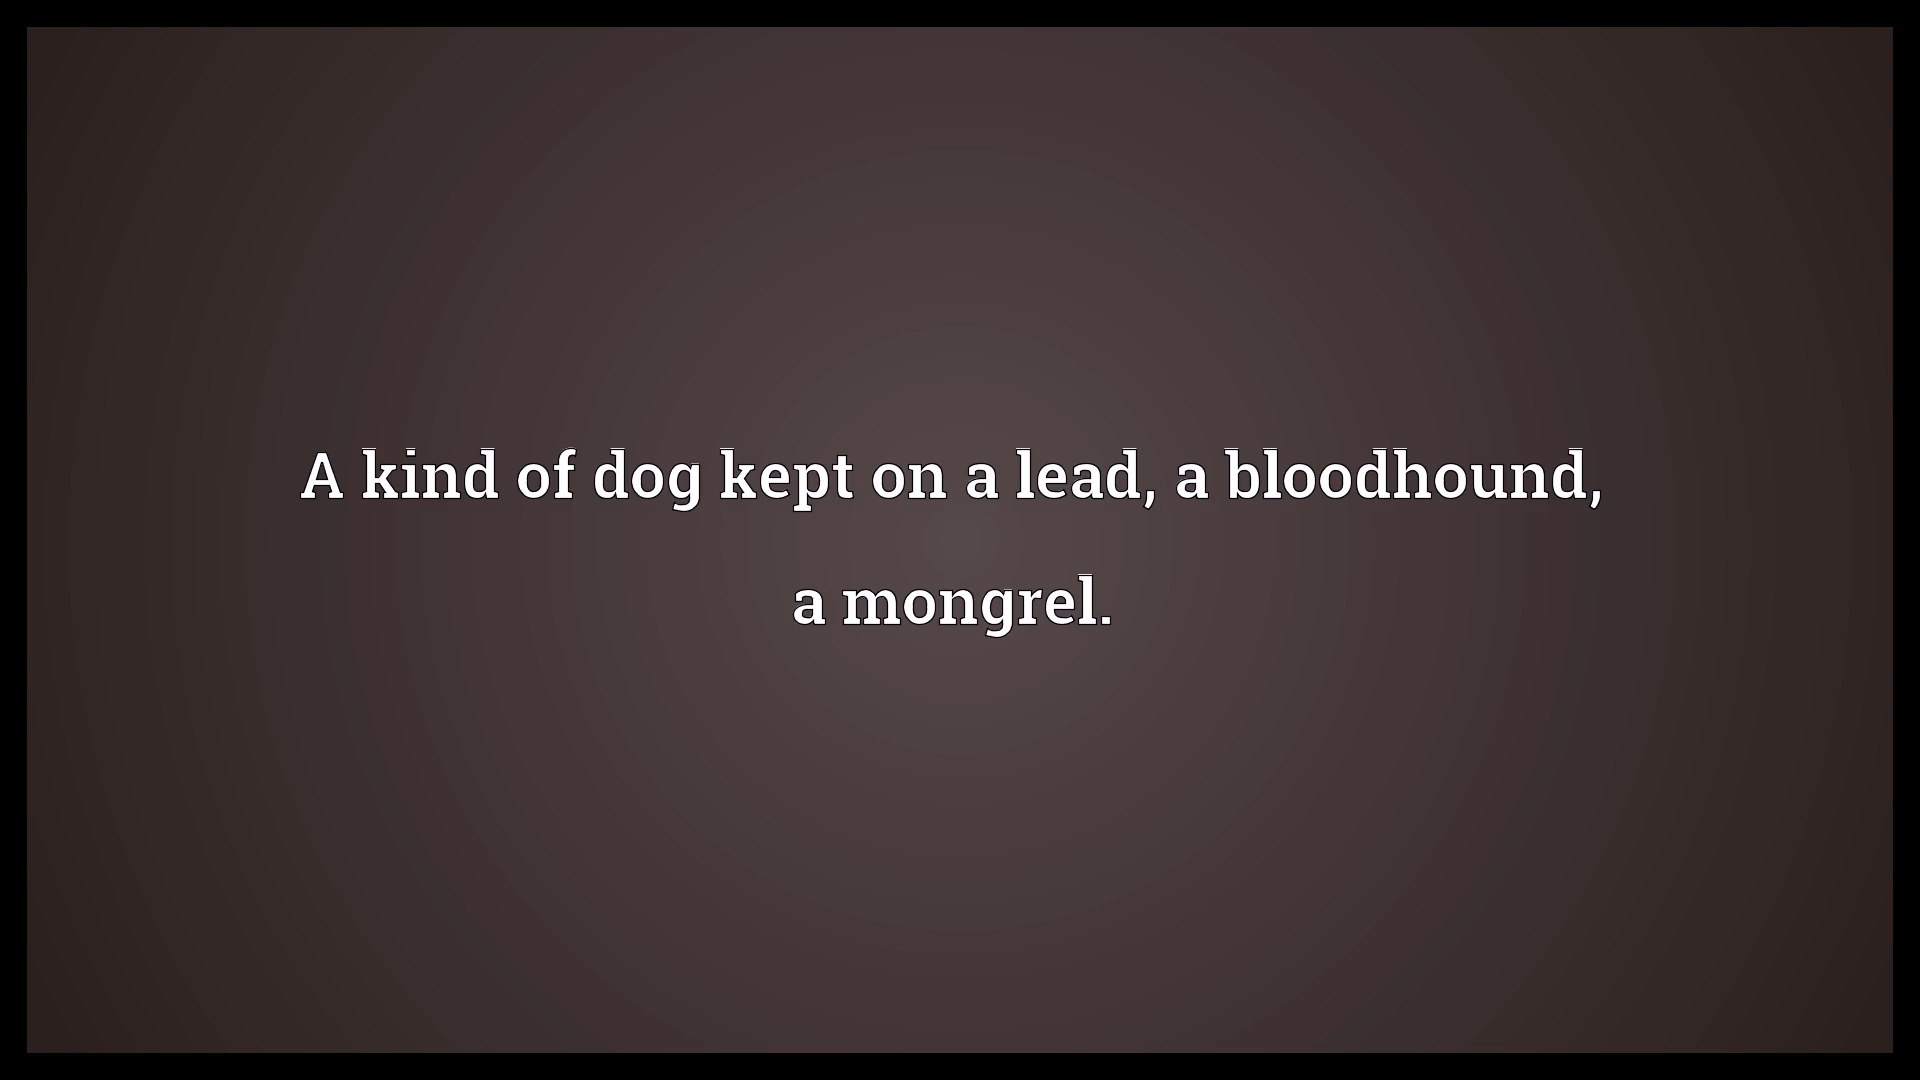 A kind of dog kept on a lead, a bloodhound,
a mongrel.